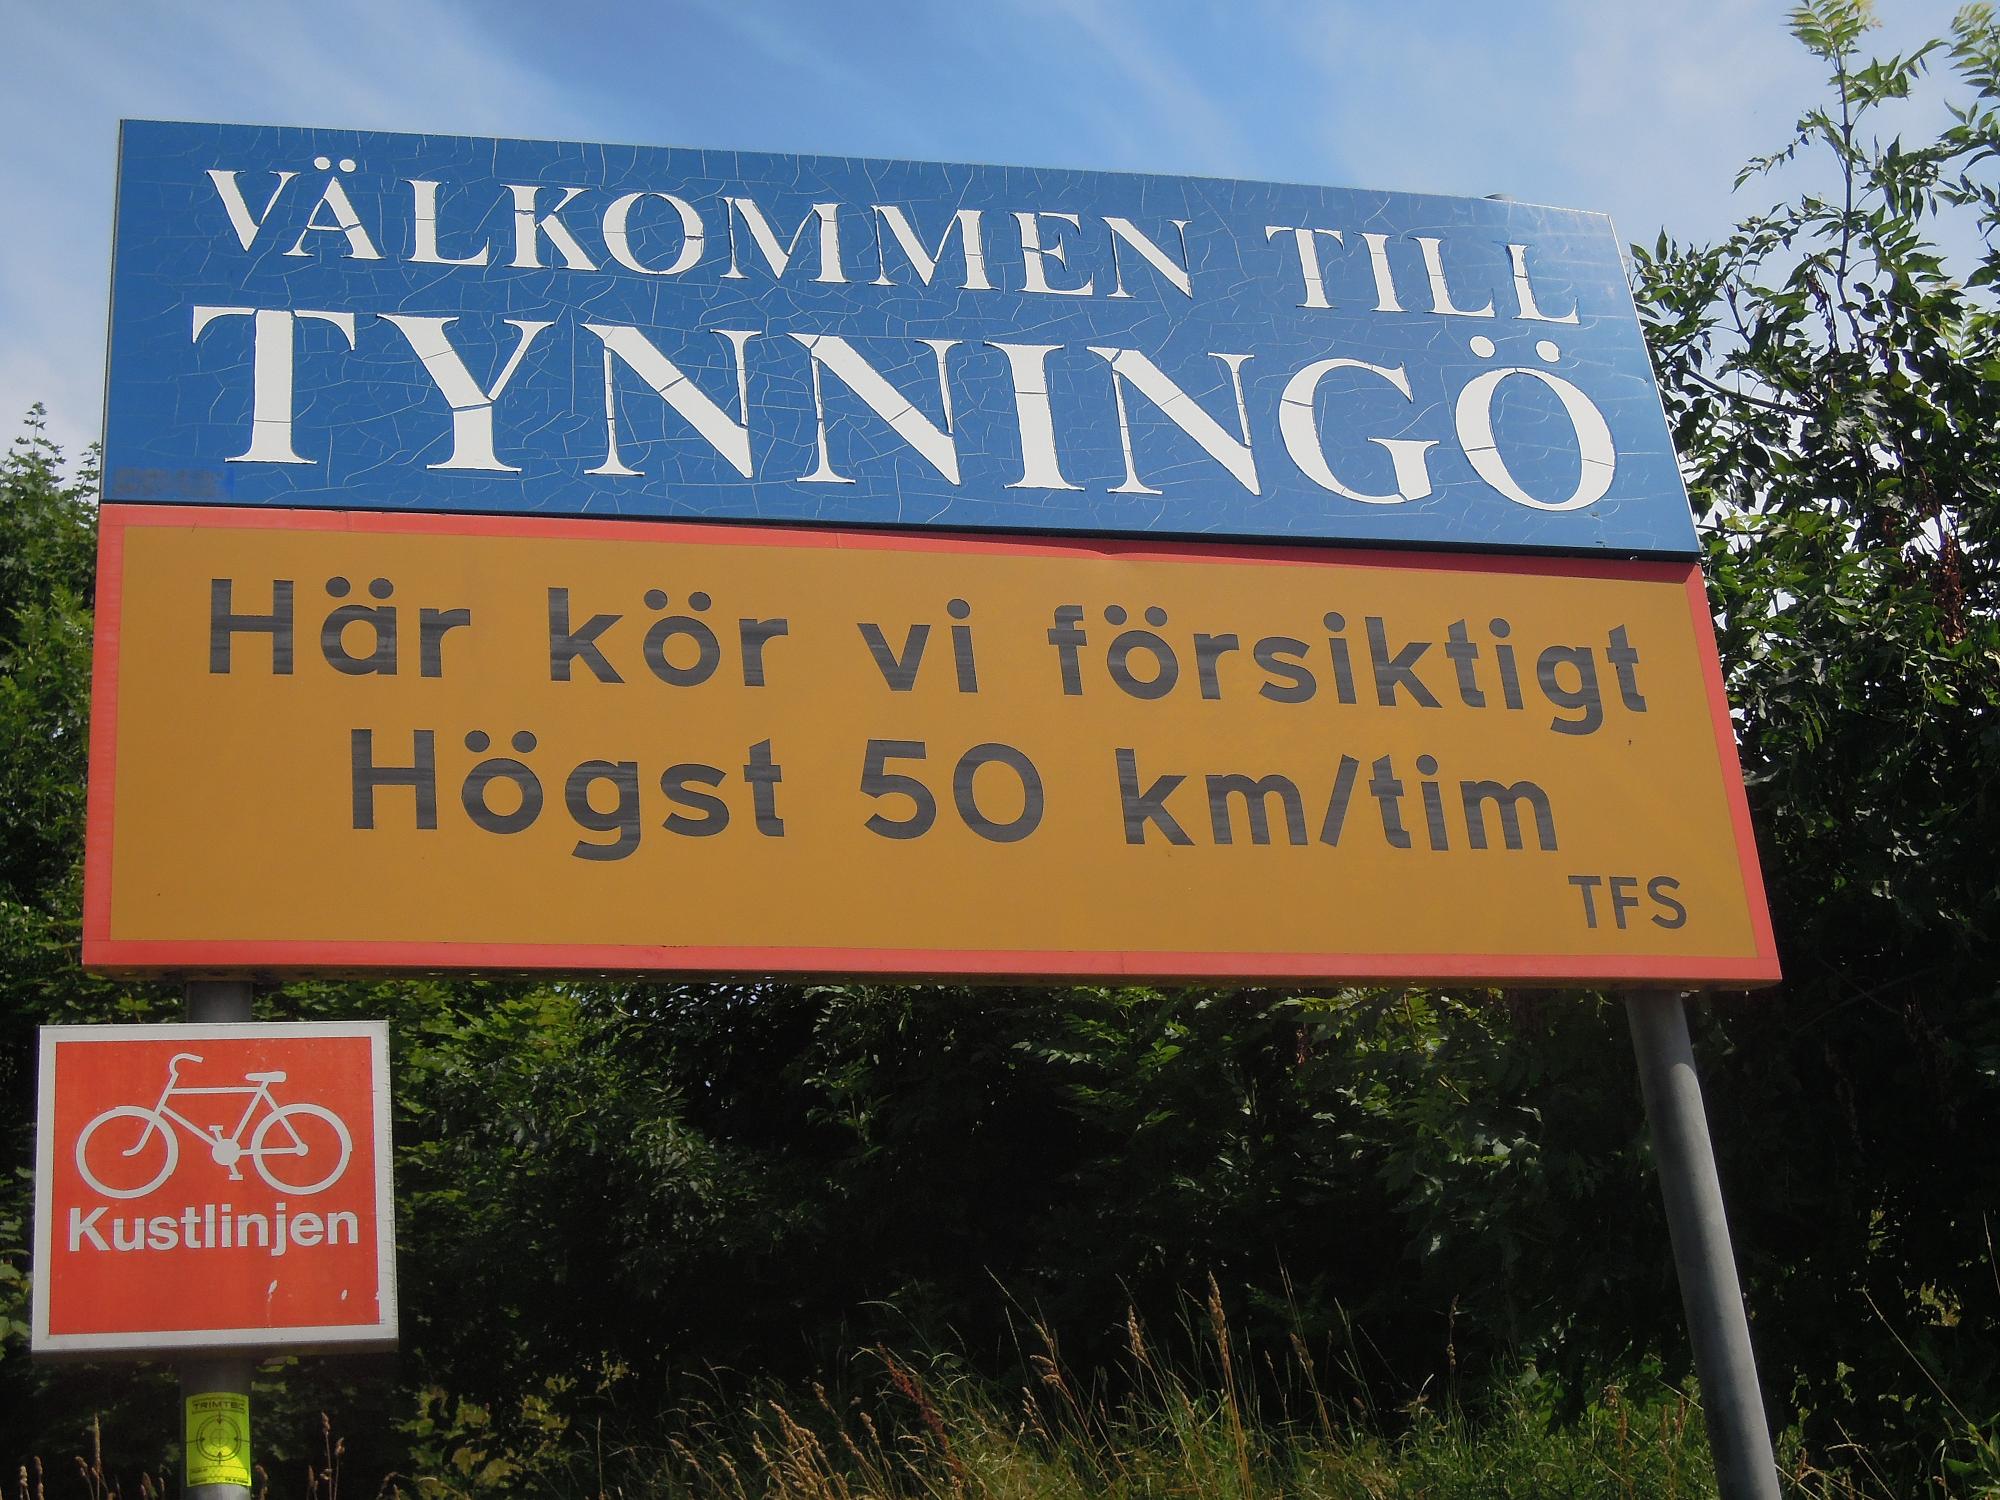 VÄLKOMMEN TILL
TYNNINGÖ
Här kör vi försiktigt
Högst 50 km/tim
TFS
Kustlinjen